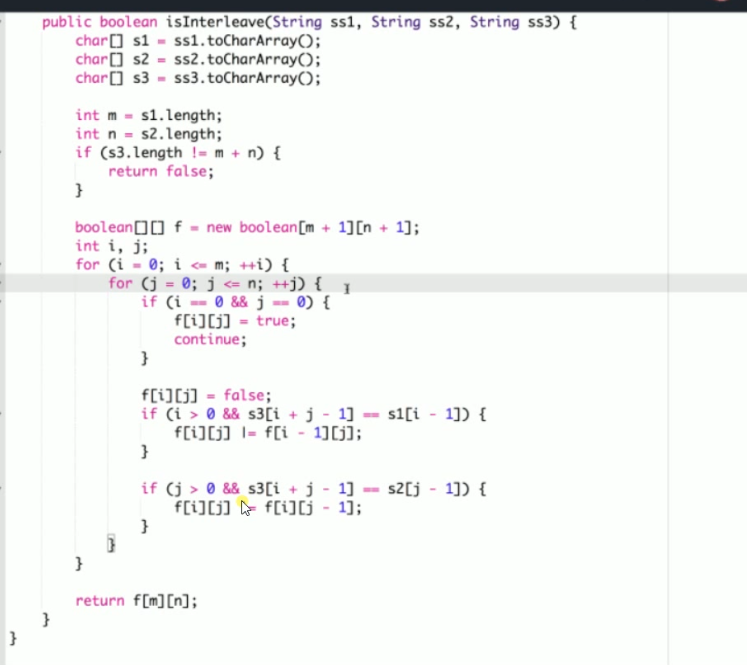 public boolean isInterleave(String ss1, String ss2, String ss3) {
char[] s1 = ss1.toCharArray();
char[] s2 = ss2.toCharArray();
char[] s3 = ss3.toCharArray();
int m = s1.length;
int n = s2.length;
if (s3.length != m + n) {
return false;
}
boolean[][] f = new boolean[m + 1][n + 1];
int i, j;
for (i = 0; i <= m; ++i) {
for (j = 0; j <= n; ++j) {
if (i == 0 && j == 0) {
f[i][j] = true;
continue;
}
f[i][j] = false;
if (i > 0 && s3[i + j - 1] == s1[i - 1]) {
f[i][j] |= f[i - 1][j];
}
if (j > 0 && s3[i + j - 1] == s2[j - 1]) {
f[i][j] |= f[i][j - 1];
}
}
}
return f[m][n];
}
}